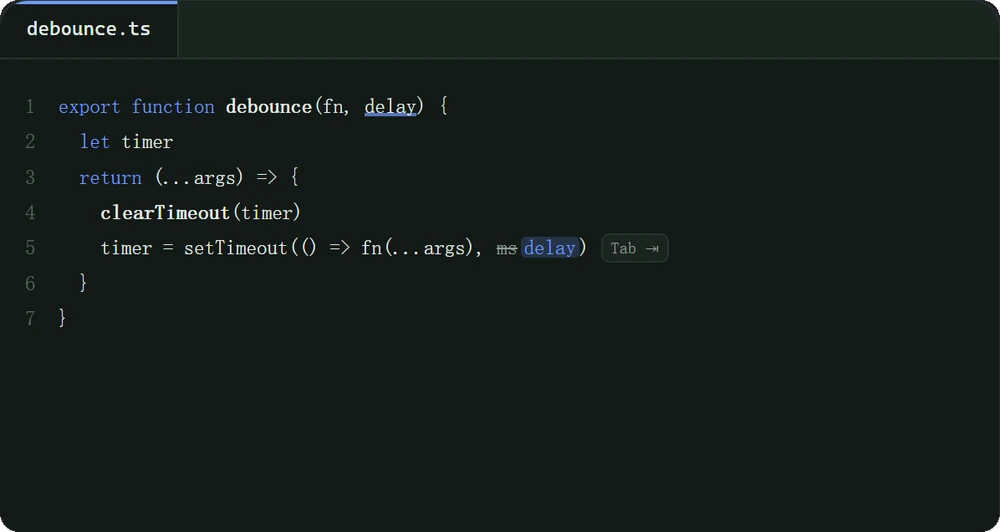 debounce.ts
1 export function debounce(fn, delay) {
2 let timer
3 return (...args) => {
4 clearTimeout(timer)
5 timer = setTimeout(() => fn(...args), ms delay) Tab ⇥
6 }
7 }